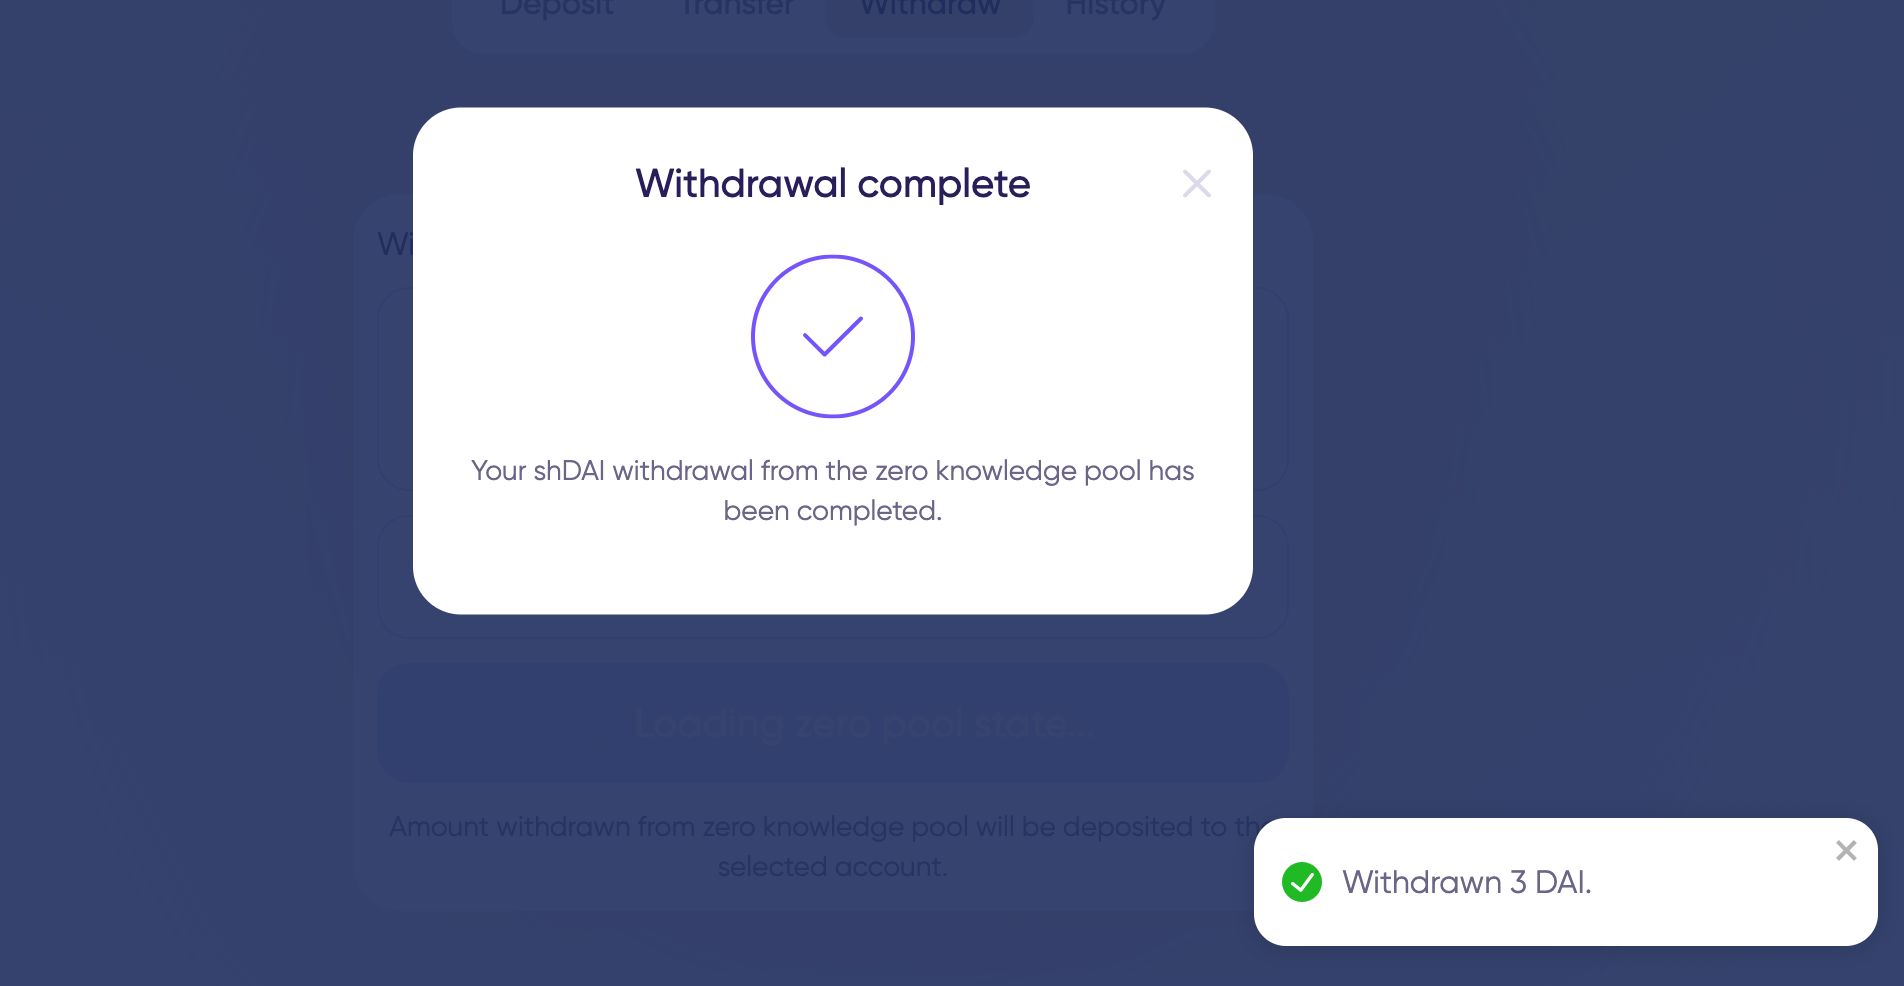 Deposit Transfer Withdraw History
Withdrawal complete
Wi
Your shDAI withdrawal from the zero knowledge pool has
been completed.
Loading zero pool state...
Amount withdrawn from zero knowledge pool will be deposited to the
selected account.
Withdrawn 3 DAI.